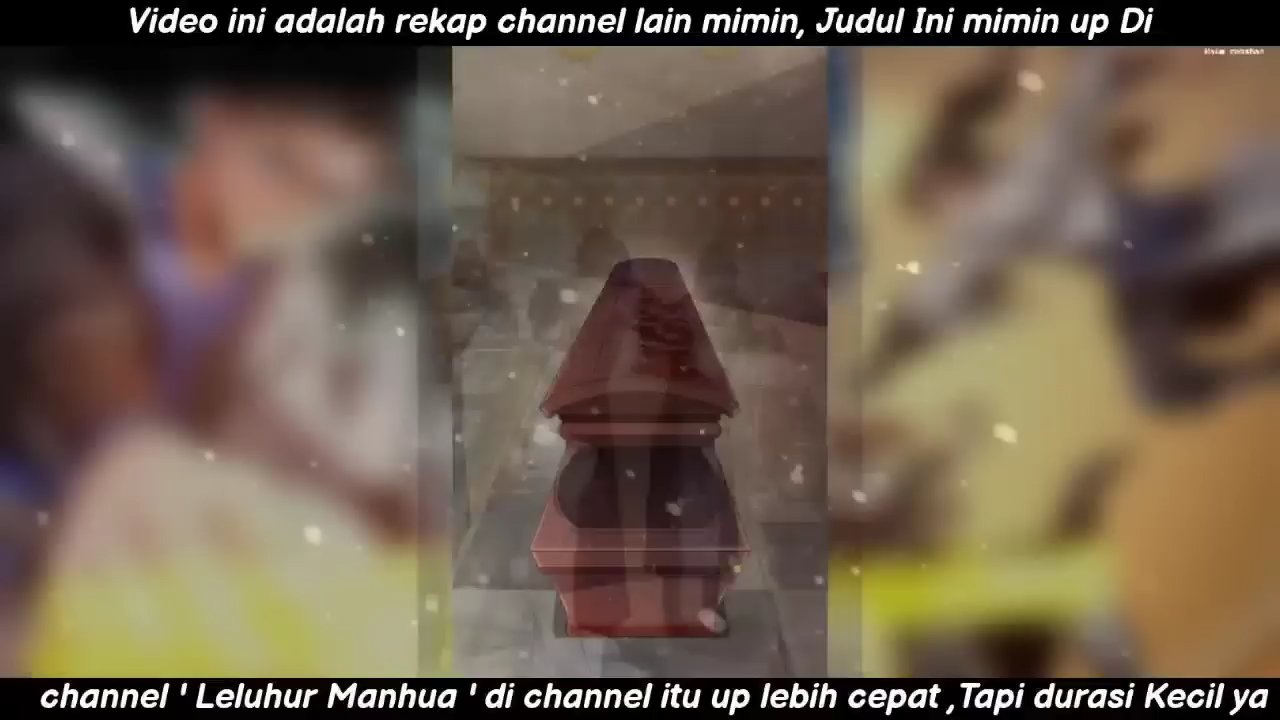 Video ini adalah rekap channel lain mimin, Judul Ini mimin up Di
channel ' Leluhur Manhua ' di channel itu up lebih cepat ,Tapi durasi Kecil ya